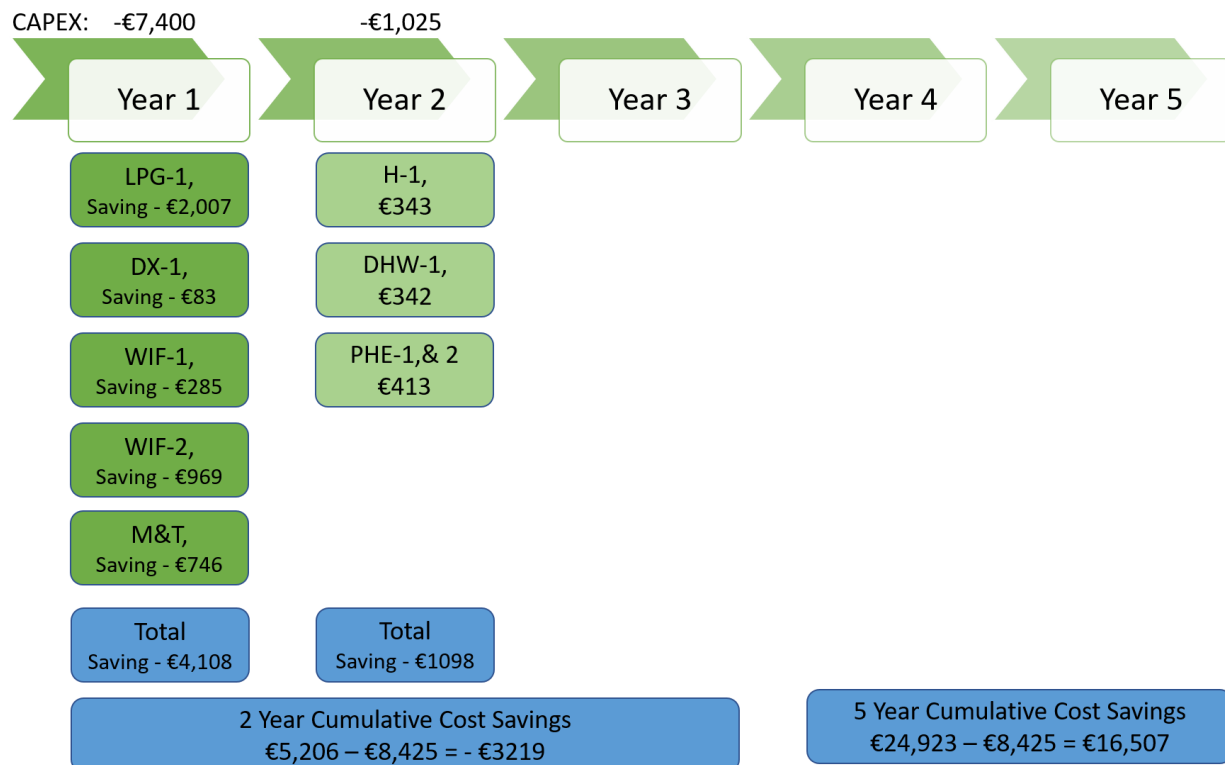 CAPEX: -€7,400 -€1,025
Year 1 Year 2 Year 3 Year 4 Year 5
LPG-1,
Saving - €2,007
DX-1,
Saving - €83
WIF-1,
Saving - €285
WIF-2,
Saving - €969
M&T,
Saving - €746
Total
Saving - €4,108
H-1,
€343
DHW-1,
€342
PHE-1,& 2
€413
Total
Saving - €1098
2 Year Cumulative Cost Savings
€5,206 – €8,425 = - €3219
5 Year Cumulative Cost Savings
€24,923 – €8,425 = €16,507